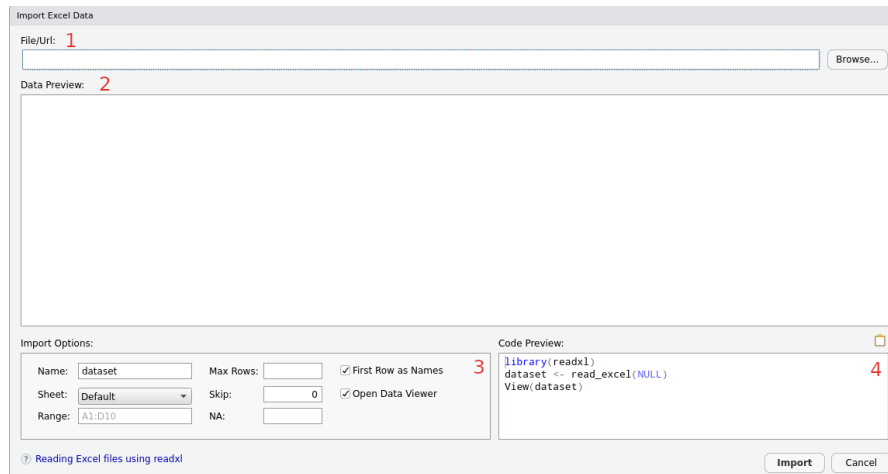 Import Excel Data
File/Url: 1
Browse...
Data Preview: 2
Import Options:
Name: dataset Max Rows: First Row as Names 3
Sheet: Default Skip: 0 Open Data Viewer
Range: A1:D10 NA:
Code Preview:
library(readxl) 4
dataset <- read_excel(NULL)
View(dataset)
? Reading Excel files using readxl
Import Cancel